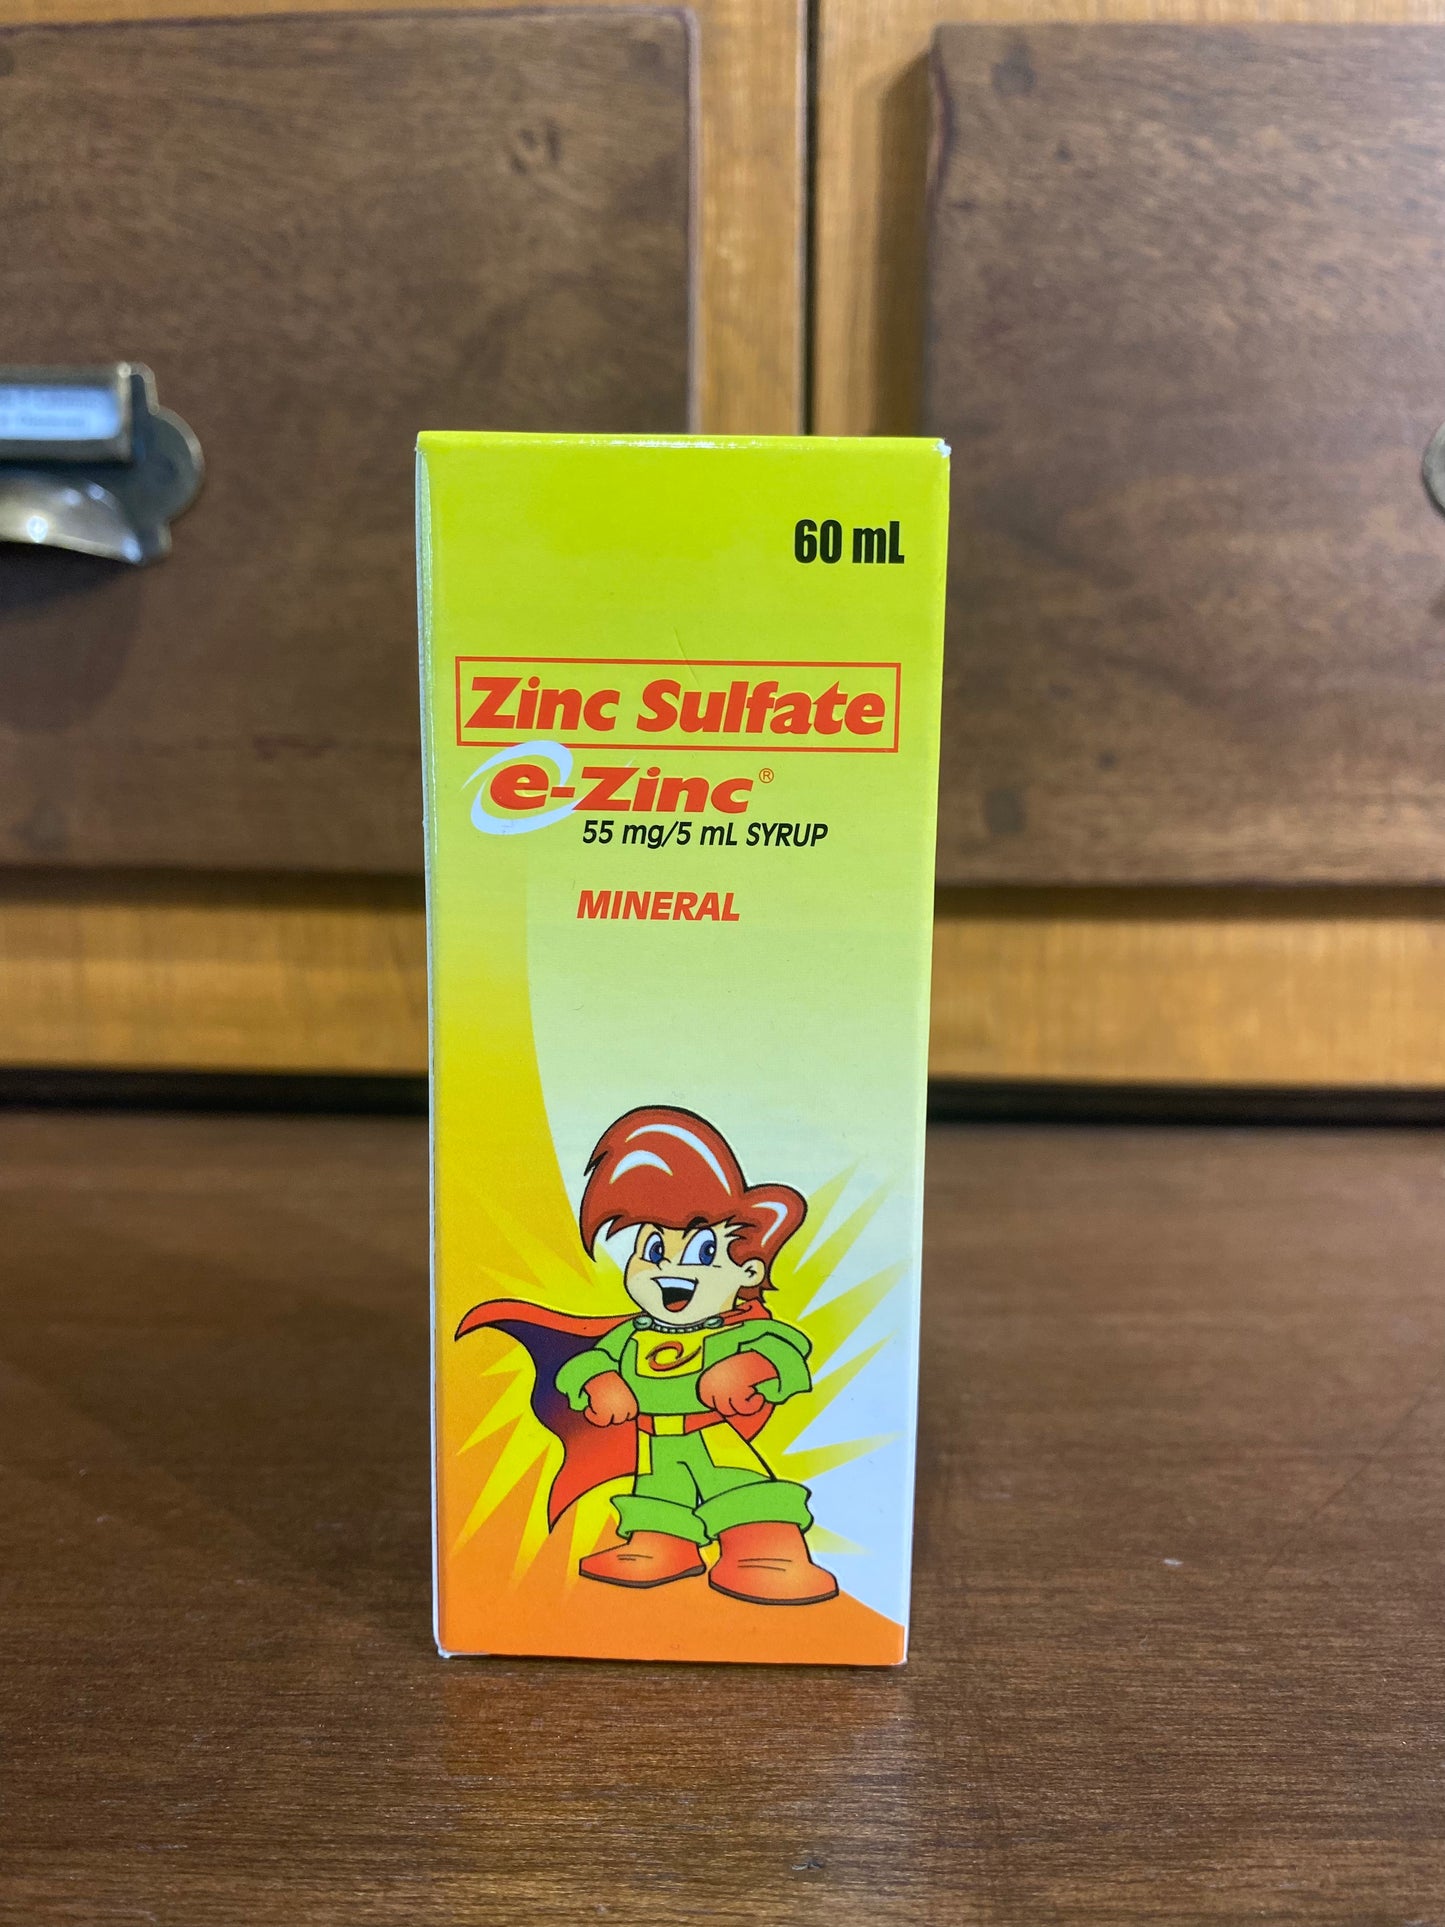 60 mL
Zinc Sulfate
e-Zinc®
55 mg/5 mL SYRUP
MINERAL